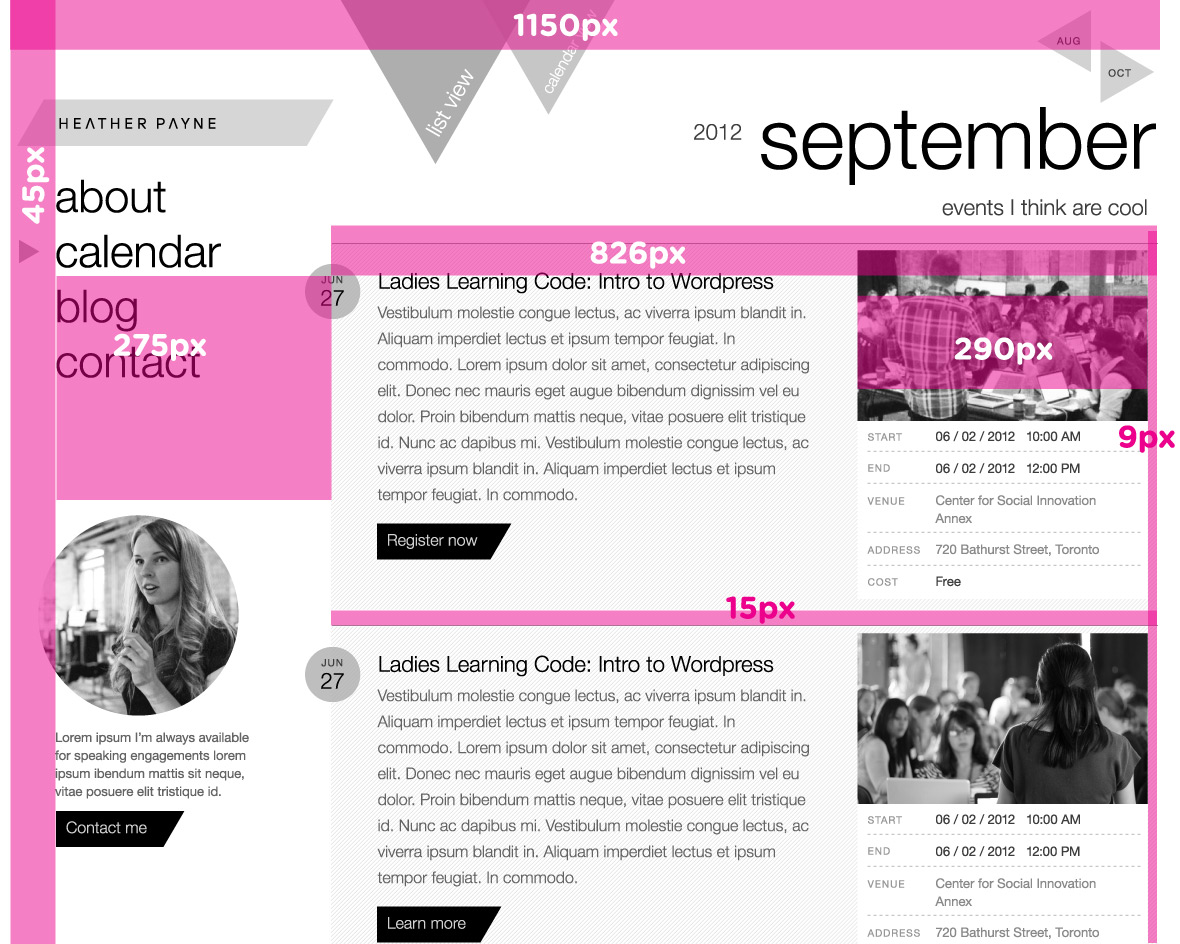 1150px
list view
calendar view
AUG
OCT
HEATHER PAYNE
2012 september
events I think are cool
45px
about
calendar
blog
contact
275px
826px
JUN
27
Ladies Learning Code: Intro to Wordpress
Vestibulum molestie congue lectus, ac viverra ipsum blandit in.
Aliquam imperdiet lectus et ipsum tempor feugiat. In
commodo. Lorem ipsum dolor sit amet, consectetur adipiscing
elit. Donec nec mauris eget augue bibendum dignissim vel eu
dolor. Proin bibendum mattis neque, vitae posuere elit tristique
id. Nunc ac dapibus mi. Vestibulum molestie congue lectus, ac
viverra ipsum blandit in. Aliquam imperdiet lectus et ipsum
tempor feugiat. In commodo.
Register now
290px
9px
START 06 / 02 / 2012 10:00 AM
END 06 / 02 / 2012 12:00 PM
VENUE Center for Social Innovation
Annex
ADDRESS 720 Bathurst Street, Toronto
COST Free
15px
Lorem ipsum I'm always available
for speaking engagements lorem
ipsum ibendum mattis sit neque,
vitae posuere elit tristique id.
Contact me
JUN
27
Ladies Learning Code: Intro to Wordpress
Vestibulum molestie congue lectus, ac viverra ipsum blandit in.
Aliquam imperdiet lectus et ipsum tempor feugiat. In
commodo. Lorem ipsum dolor sit amet, consectetur adipiscing
elit. Donec nec mauris eget augue bibendum dignissim vel eu
dolor. Proin bibendum mattis neque, vitae posuere elit tristique
id. Nunc ac dapibus mi. Vestibulum molestie congue lectus, ac
viverra ipsum blandit in. Aliquam imperdiet lectus et ipsum
tempor feugiat. In commodo.
Learn more
START 06 / 02 / 2012 10:00 AM
END 06 / 02 / 2012 12:00 PM
VENUE Center for Social Innovation
Annex
ADDRESS 720 Bathurst Street, Toronto